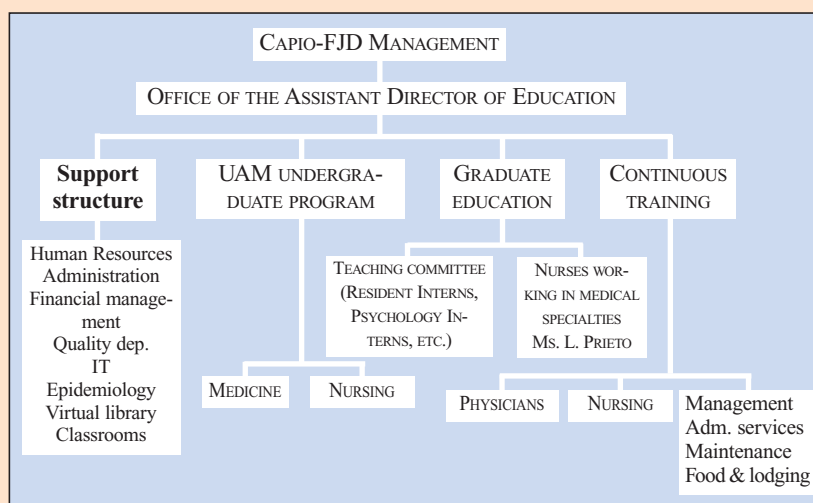 CAPIO-FJD MANAGEMENT
OFFICE OF THE ASSISTANT DIRECTOR OF EDUCATION
Support
structure
Human Resources
Administration
Financial manage-
ment
Quality dep.
IT
Epidemiology
Virtual library
Classrooms
UAM UNDERGRA-
DUATE PROGRAM
MEDICINE
NURSING
GRADUATE
EDUCATION
TEACHING COMMITTEE
(RESIDENT INTERNS,
PSYCHOLOGY IN-
TERNS, ETC.)
NURSES WOR-
KING IN MEDICAL
SPECIALTIES
MS. L. PRIETO
CONTINUOUS
TRAINING
PHYSICIANS
NURSING
Management
Adm. services
Maintenance
Food & lodging